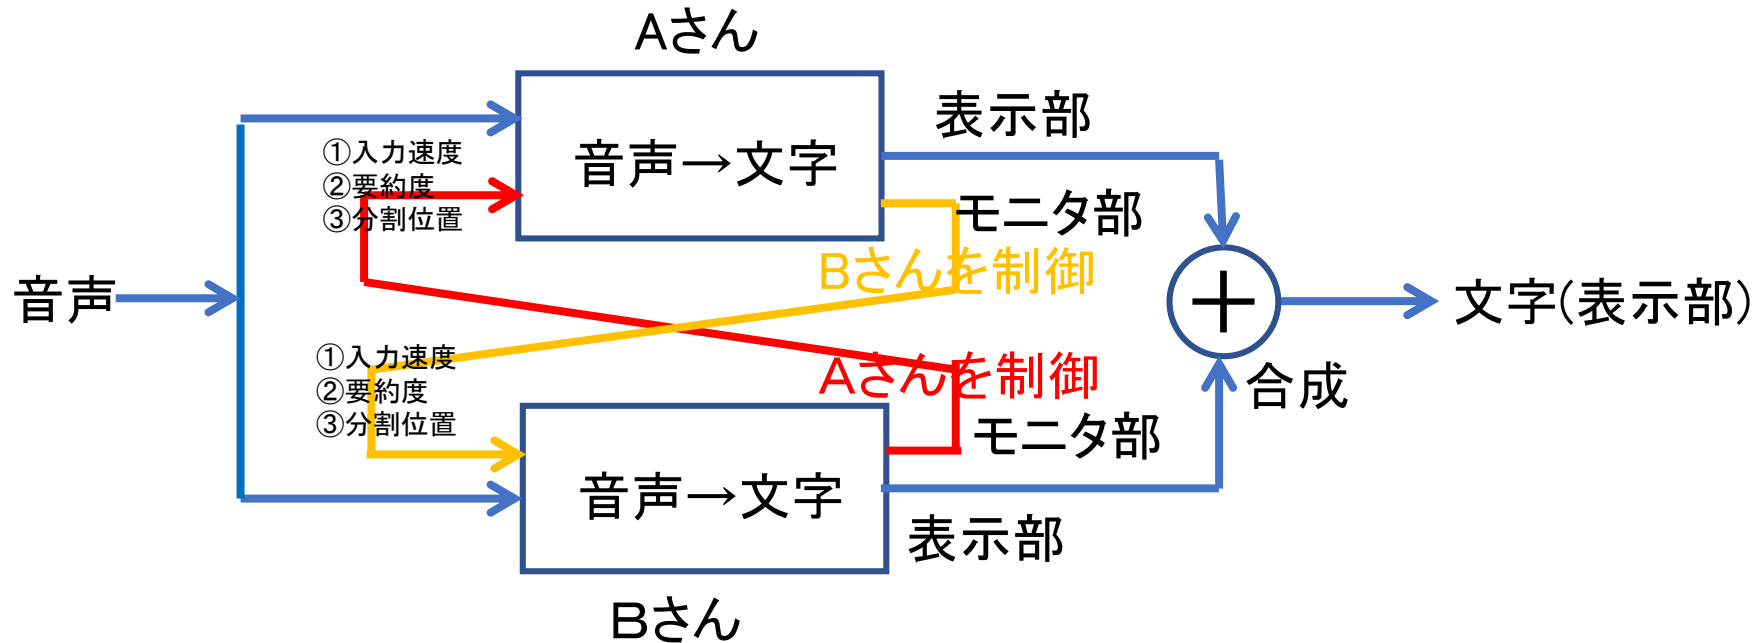 Aさん
表示部
①入力速度
②要約度
③分割位置
音声→文字
モニタ部
Bさんを制御
音声
+
文字(表示部)
①入力速度
②要約度
③分割位置
Aさんを制御
合成
モニタ部
音声→文字
表示部
Bさん